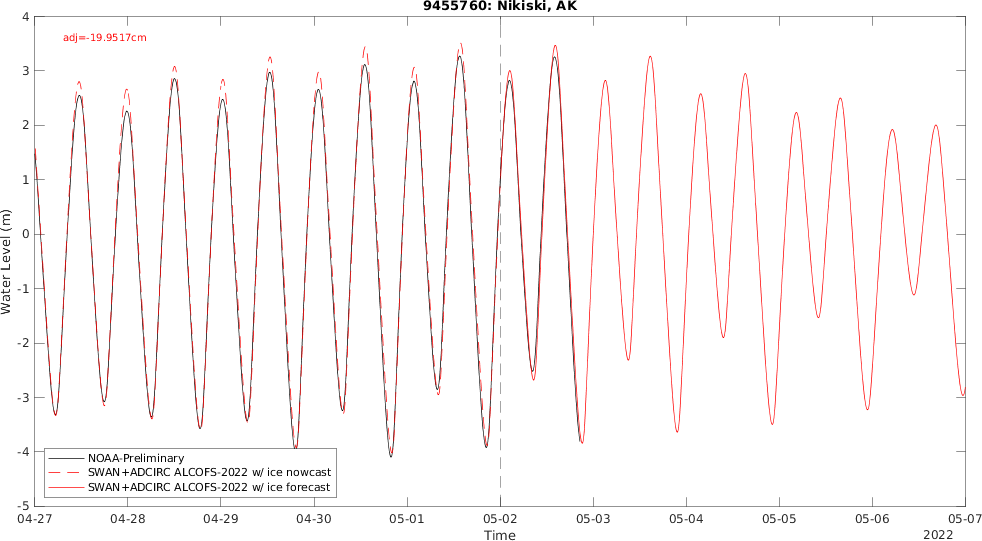 9455760: Nikiski, AK
adj=-19.9517cm
4
3
2
1
0
-1
-2
-3
-4
-5
Water Level (m)
NOAA-Preliminary
SWAN+ADCIRC ALCOFS-2022 w/ ice nowcast
SWAN+ADCIRC ALCOFS-2022 w/ ice forecast
04-27 04-28 04-29 04-30 05-01 05-02 05-03 05-04 05-05 05-06 05-07
Time
2022